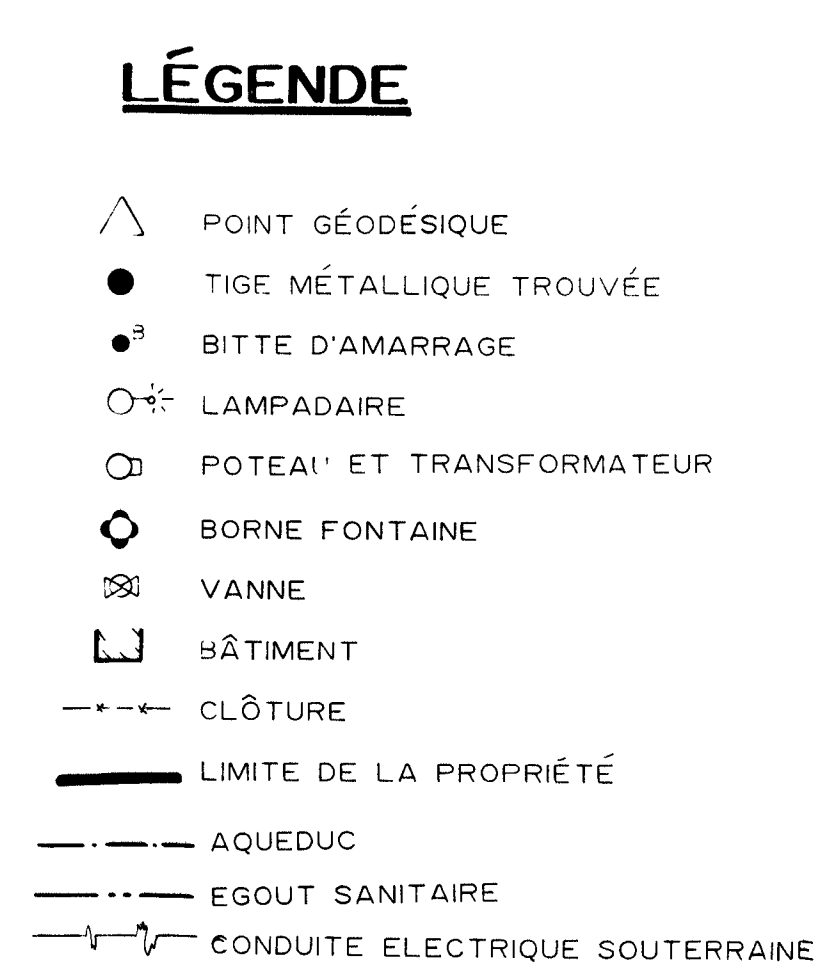 LÉGENDE
POINT GÉODÉSIQUE
TIGE MÉTALLIQUE TROUVÉE
B
BITTE D'AMARRAGE
LAMPADAIRE
POTEAU ET TRANSFORMATEUR
BORNE FONTAINE
VANNE
BÂTIMENT
CLÔTURE
LIMITE DE LA PROPRIÉTÉ
AQUEDUC
EGOUT SANITAIRE
CONDUITE ELECTRIQUE SOUTERRAINE